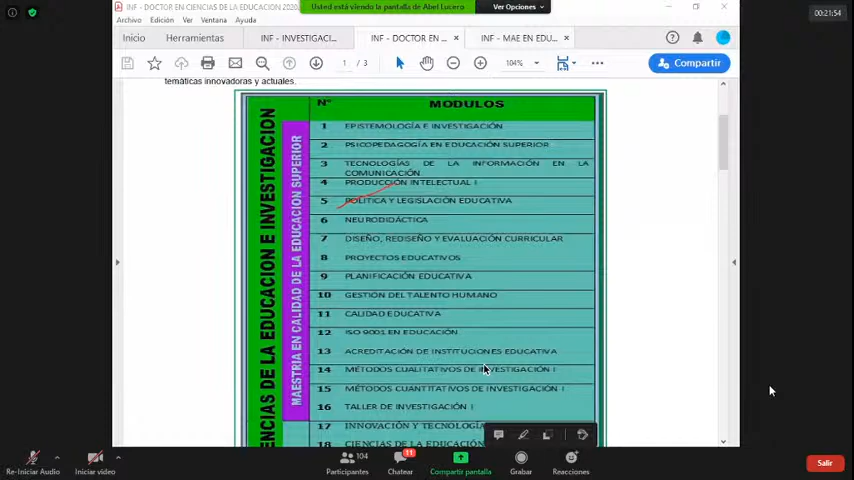 INF - DOCTOR EN CIENCIAS DE LA EDUCACION 2020.
Usted está viendo la pantalla de Abel Lucero
Ver Opciones
00:21:54
Archivo Edición Ver Ventana Ayuda
Inicio Herramientas INF - INVESTIGACI... INF - DOCTOR EN ... × INF - MAE EN EDU... ×
1 / 3 104% Compartir
temáticas innovadoras y actuales.
CIENCIAS DE LA EDUCACION E INVESTIGACION
MAESTRIA EN CALIDAD DE LA EDUCACION SUPERIOR
Nº MODULOS
1 EPISTEMOLOGÍA E INVESTIGACIÓN
2 PSICOPEDAGOGÍA EN EDUCACIÓN SUPERIOR
3 TECNOLOGÍAS DE LA INFORMACIÓN EN LA
COMUNICACIÓN
4 PRODUCCIÓN INTELECTUAL I
5 POLÍTICA Y LEGISLACIÓN EDUCATIVA
6 NEURODIDÁCTICA
7 DISEÑO, REDISEÑO Y EVALUACIÓN CURRICULAR
8 PROYECTOS EDUCATIVOS
9 PLANIFICACIÓN EDUCATIVA
10 GESTIÓN DEL TALENTO HUMANO
11 CALIDAD EDUCATIVA
12 ISO 9001 EN EDUCACIÓN
13 ACREDITACIÓN DE INSTITUCIONES EDUCATIVA
14 MÉTODOS CUALITATIVOS DE INVESTIGACIÓN I
15 MÉTODOS CUANTITATIVOS DE INVESTIGACIÓN I
16 TALLER DE INVESTIGACIÓN I
17 INNOVACIÓN Y TECNOLOGÍA
18 CIENCIAS DE LA EDUCACIÓN
104 11
Re-Iniciar Audio Iniciar video Participantes Chatear Compartir pantalla Grabar Reacciones Salir